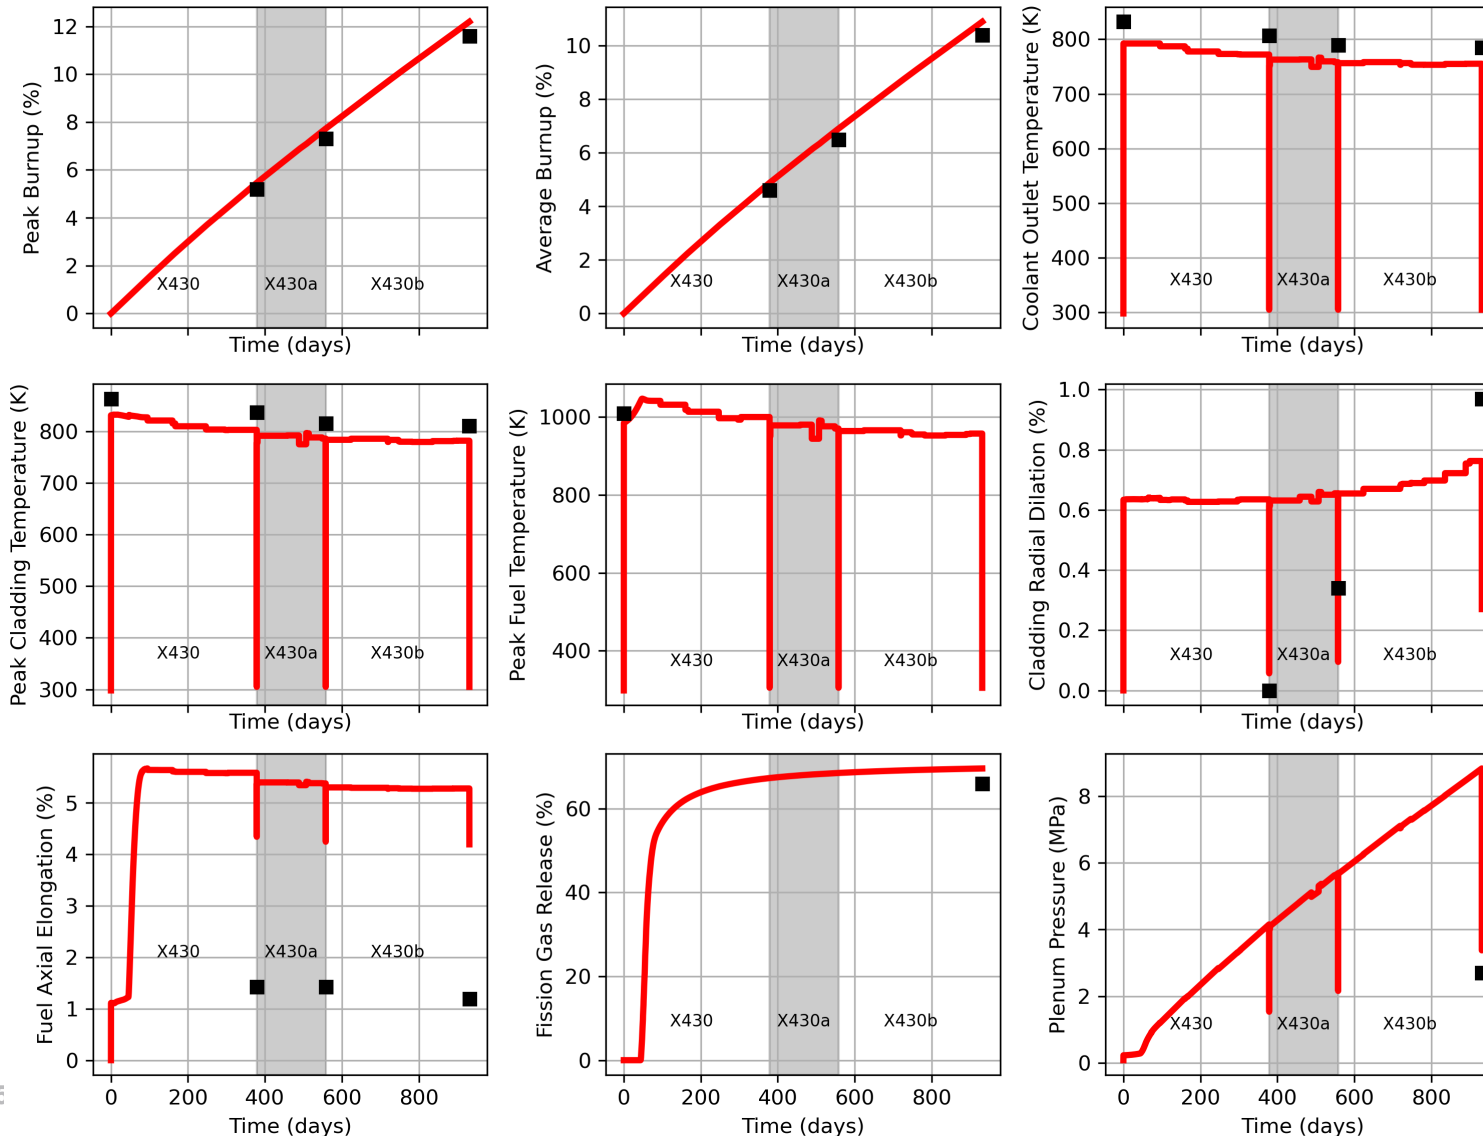 Peak Burnup (%)
12
10
8
6
4
2
0
X430
X430a
X430b
Time (days)
Average Burnup (%)
10
8
6
4
2
0
X430
X430a
X430b
Time (days)
Coolant Outlet Temperature (K)
800
700
600
500
400
300
X430
X430a
X430b
Time (days)
Peak Cladding Temperature (K)
800
700
600
500
400
300
X430
X430a
X430b
Time (days)
Peak Fuel Temperature (K)
1000
800
600
400
X430
X430a
X430b
Time (days)
Cladding Radial Dilation (%)
1.0
0.8
0.6
0.4
0.2
0.0
X430
X430a
X430b
Time (days)
Fuel Axial Elongation (%)
5
4
3
2
1
0
X430
X430a
X430b
0 200 400 600 800
Time (days)
Fission Gas Release (%)
60
40
20
0
X430
X430a
X430b
0 200 400 600 800
Time (days)
Plenum Pressure (MPa)
8
6
4
2
0
X430
X430a
X430b
0 200 400 600 800
Time (days)